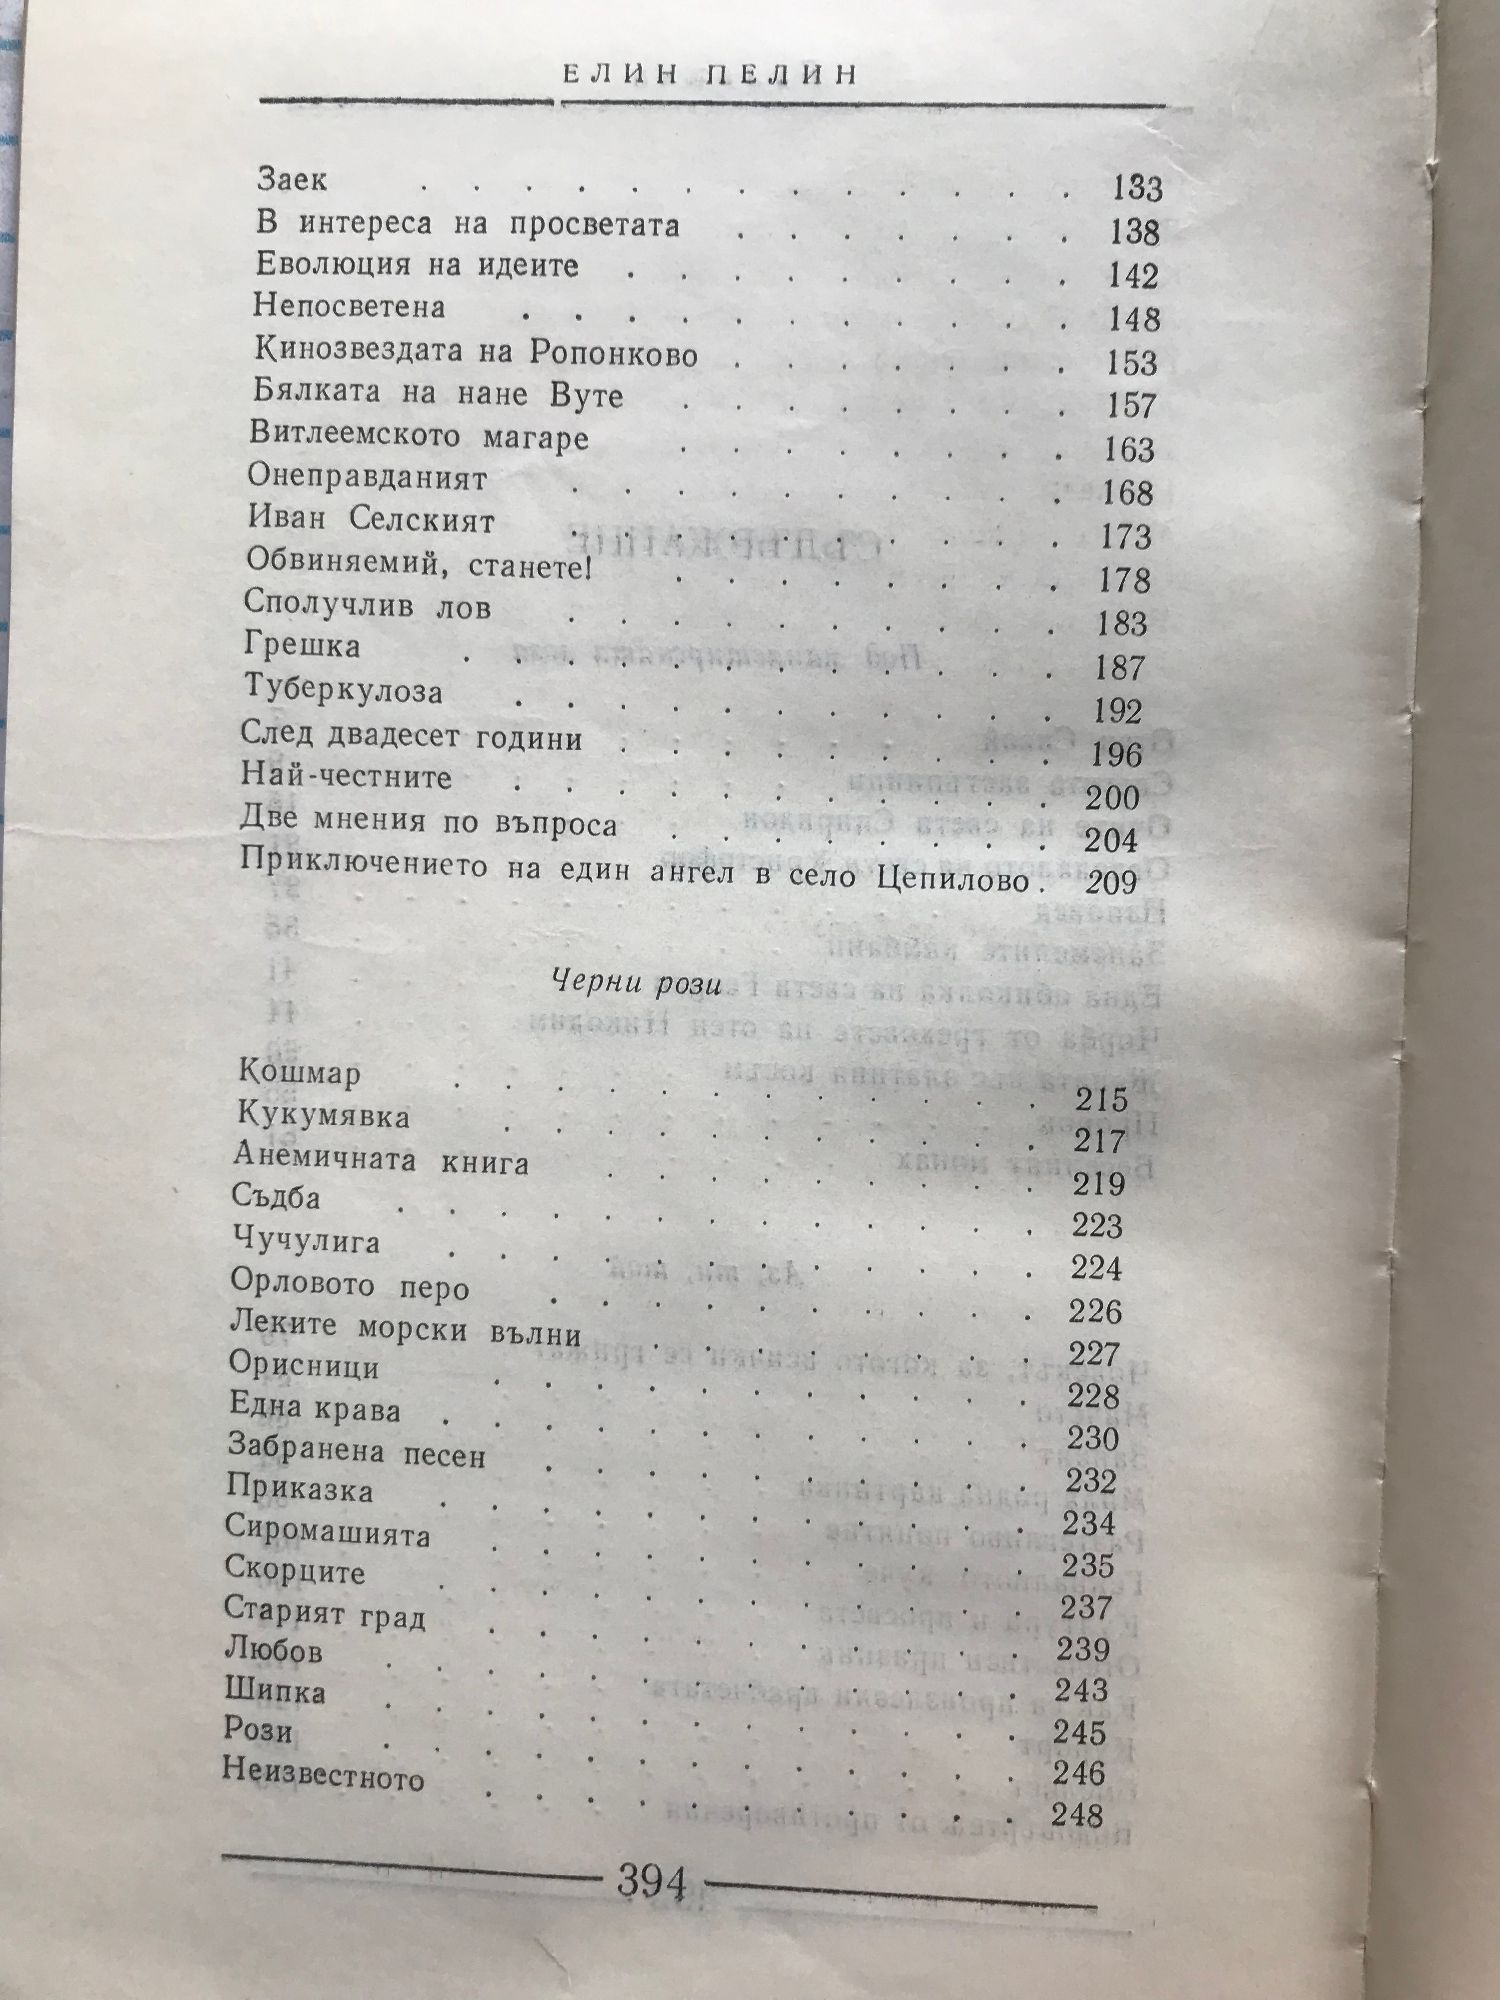 ЕЛИН ПЕЛИН
Заек . . . . . . . . . . . . . 133
В интереса на просветата . . . . . . . 138
Еволюция на идеите . . . . . . . . . 142
Непосветена . . . . . . . . . . . 148
Кинозвездата на Ропонково . . . . . . . 153
Бялката на нане Вуте . . . . . . . . 157
Витлеемското магаре . . . . . . . . 163
Онеправданият . . . . . . . . . . 168
Иван Селският . . . . . . . . . . 173
Обвиняемий, станете! . . . . . . . . 178
Сполучлив лов . . . . . . . . . . 183
Грешка . . . . . . . . . . . . 187
Туберкулоза . . . . . . . . . . . 192
След двадесет години . . . . . . . . . 196
Най-честните . . . . . . . . . . . 200
Две мнения по въпроса . . . . . . . . 204
Приключението на един ангел в село Цепилово . 209
Черни рози
Кошмар . . . . . . . . . . . . 215
Кукумявка . . . . . . . . . . . 217
Анемичната книга . . . . . . . . . 219
Съдба . . . . . . . . . . . . . 223
Чучулига . . . . . . . . . . . . 224
Орловото перо . . . . . . . . . . 226
Леките морски вълни . . . . . . . . 227
Орисници . . . . . . . . . . . 228
Една крава . . . . . . . . . . . . 230
Забранена песен . . . . . . . . . . 232
Приказка . . . . . . . . . . . . 234
Сиромашията . . . . . . . . . . . 235
Скорците . . . . . . . . . . . . 237
Старият град . . . . . . . . . . . 239
Любов . . . . . . . . . . . . . 243
Шипка . . . . . . . . . . . . . 245
Рози . . . . . . . . . . . . . 246
Неизвестното . . . . . . . . . . . 248
394